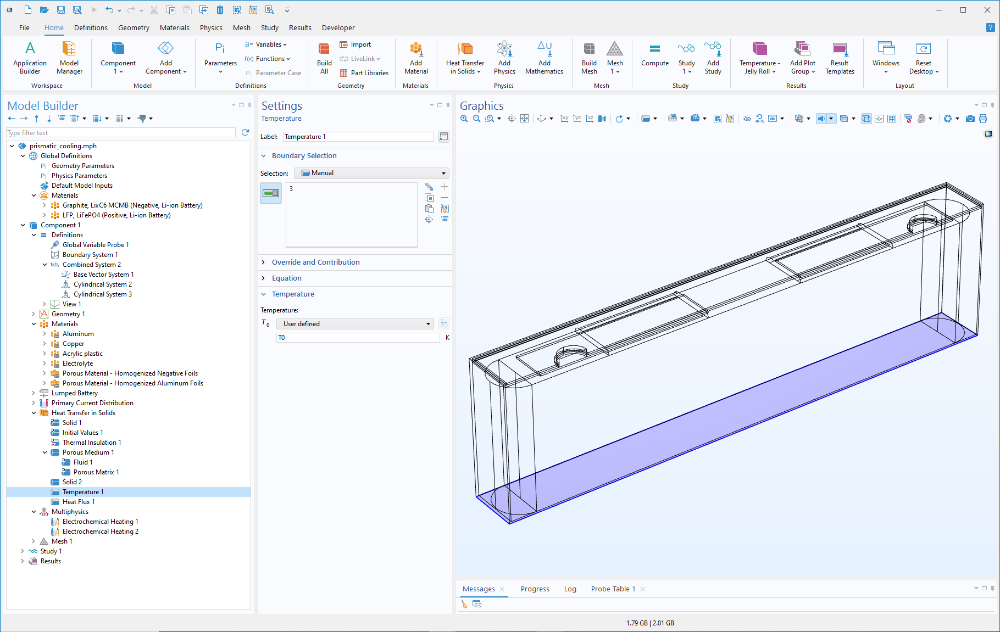 File Home Definitions Geometry Materials Physics Mesh Study Results Developer
Application Builder
Model Manager
Workspace
Component 1
Add Component
Model
Parameters
a= Variables
f(x) Functions
Pi Parameter Case
Definitions
Build All
Import
LiveLink
Part Libraries
Geometry
Add Material
Materials
Heat Transfer in Solids
Add Physics
Add Mathematics
Physics
Build Mesh
Mesh 1
Mesh
Compute
Study 1
Add Study
Study
Temperature - Jelly Roll
Add Plot Group
Result Templates
Results
Windows
Reset Desktop
Layout
Model Builder
Type filter text
prismatic_cooling.mph
Global Definitions
Pi Geometry Parameters
Pi Physics Parameters
Default Model Inputs
Materials
Graphite, LixC6 MCMB (Negative, Li-ion Battery)
LFP, LiFePO4 (Positive, Li-ion Battery)
Component 1
Definitions
Global Variable Probe 1
Boundary System 1
Combined System 2
Base Vector System 1
Cylindrical System 2
Cylindrical System 3
View 1
Geometry 1
Materials
Aluminum
Copper
Acrylic plastic
Electrolyte
Porous Material - Homogenized Negative Foils
Porous Material - Homogenized Aluminum Foils
Lumped Battery
Primary Current Distribution
Heat Transfer in Solids
Solid 1
Initial Values 1
Thermal Insulation 1
Porous Medium 1
Fluid 1
Porous Matrix 1
Solid 2
Temperature 1
Heat Flux 1
Multiphysics
Electrochemical Heating 1
Electrochemical Heating 2
Mesh 1
Study 1
Results
Settings
Temperature
Label: Temperature 1
Boundary Selection
Selection: Manual
3
Override and Contribution
Equation
Temperature
Temperature:
T0 User defined
T0 K
Graphics
xy yz xz
Messages Progress Log Probe Table 1
1.79 GB | 2.01 GB